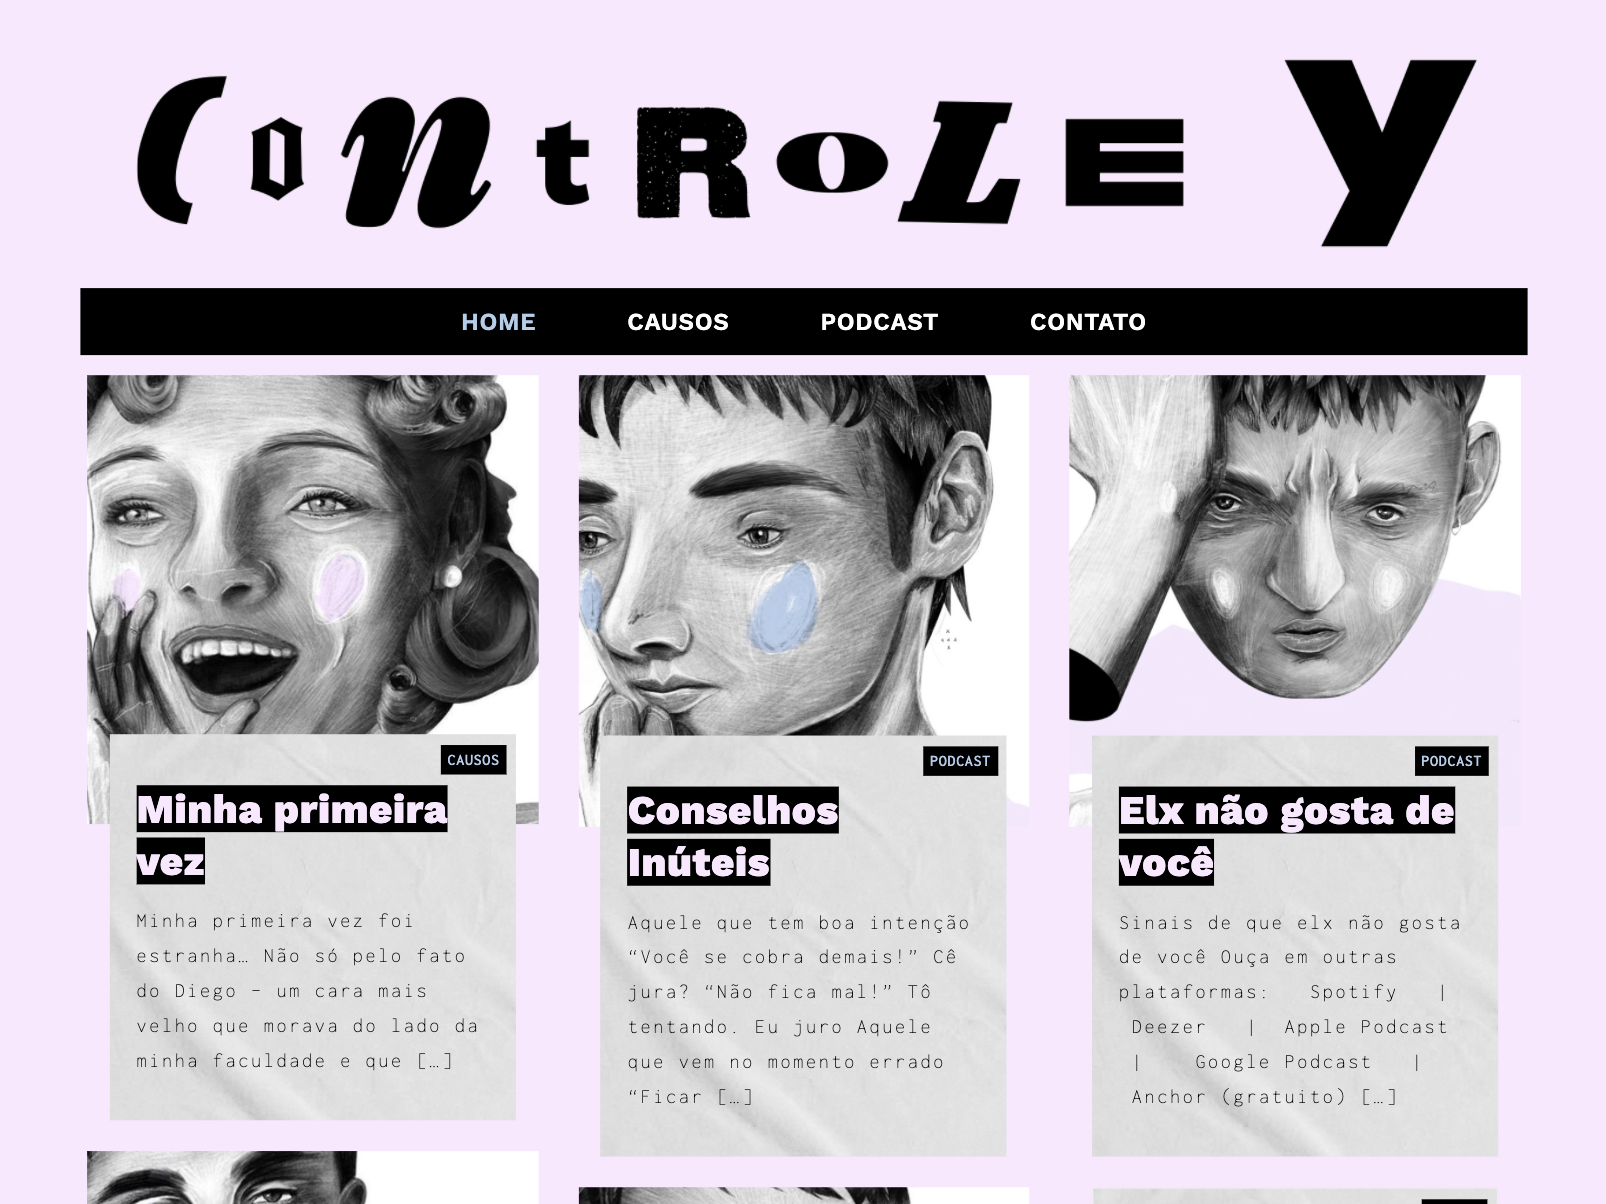 CoNtRoLE Y
HOME CAUSOS PODCAST CONTATO
CAUSOS
Minha primeira
vez
Minha primeira vez foi
estranha… Não só pelo fato
do Diego – um cara mais
velho que morava do lado da
minha faculdade e que […]
PODCAST
Conselhos
Inúteis
Aquele que tem boa intenção
“Você se cobra demais!” Cê
jura? “Não fica mal!” Tô
tentando. Eu juro Aquele
que vem no momento errado
“Ficar […]
PODCAST
Elx não gosta de
você
Sinais de que elx não gosta
de você Ouça em outras
plataformas: Spotify |
Deezer | Apple Podcast
| Google Podcast |
Anchor (gratuito) […]